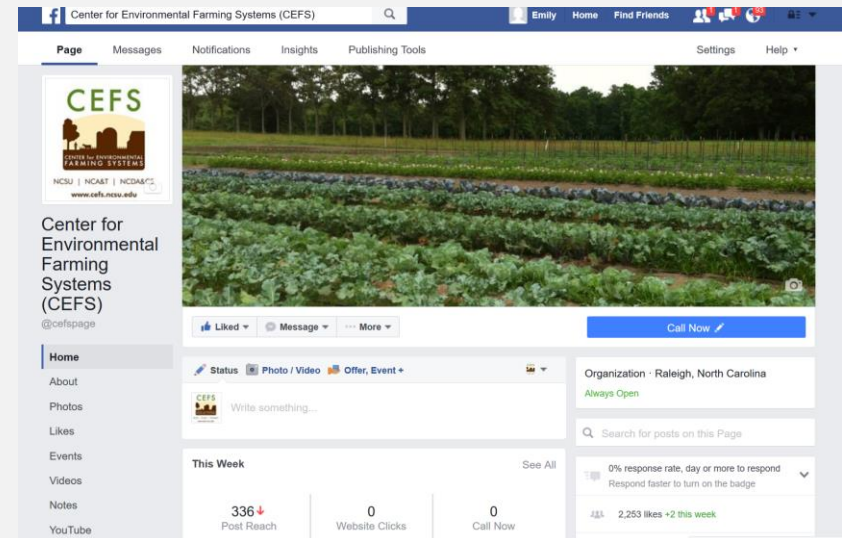 Center for Environmental Farming Systems (CEFS)
Emily Home Find Friends 1 1 93
Page Messages Notifications Insights Publishing Tools Settings Help
CEFS
CENTER for ENVIRONMENTAL
FARMING SYSTEMS
NCSU | NCA&T | NCDA&CS
www.cefs.ncsu.edu
Center for
Environmental
Farming
Systems
(CEFS)
@cefspage
Liked Message More Call Now
Home
About
Photos
Likes
Events
Videos
Notes
YouTube
Status Photo / Video Offer, Event +
CEFS
Write something...
This Week See All
336 0 0
Post Reach Website Clicks Call Now
Organization · Raleigh, North Carolina
Always Open
Search for posts on this Page
0% response rate, day or more to respond
Respond faster to turn on the badge
2,253 likes +2 this week